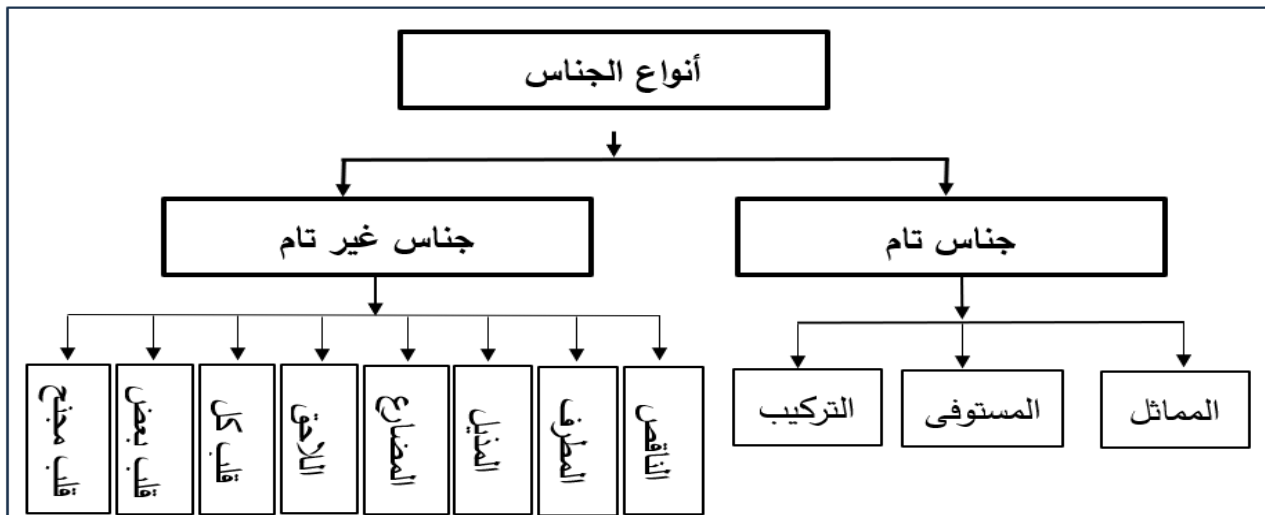 أنواع الجناس
جناس تام
جناس غير تام
المماثل
المستوفى
التركيب
الناقص
المطرف
المذيل
المضارع
اللاحق
قلب كل
قلب بعض
قلب مجنح